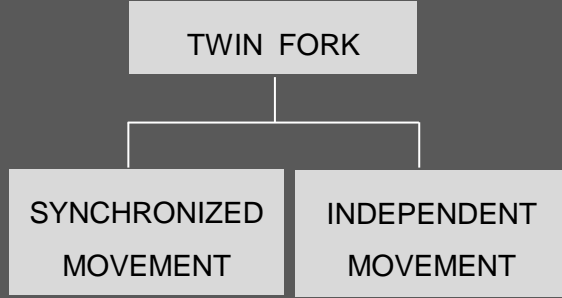 TWIN FORK
SYNCHRONIZED
MOVEMENT
INDEPENDENT
MOVEMENT